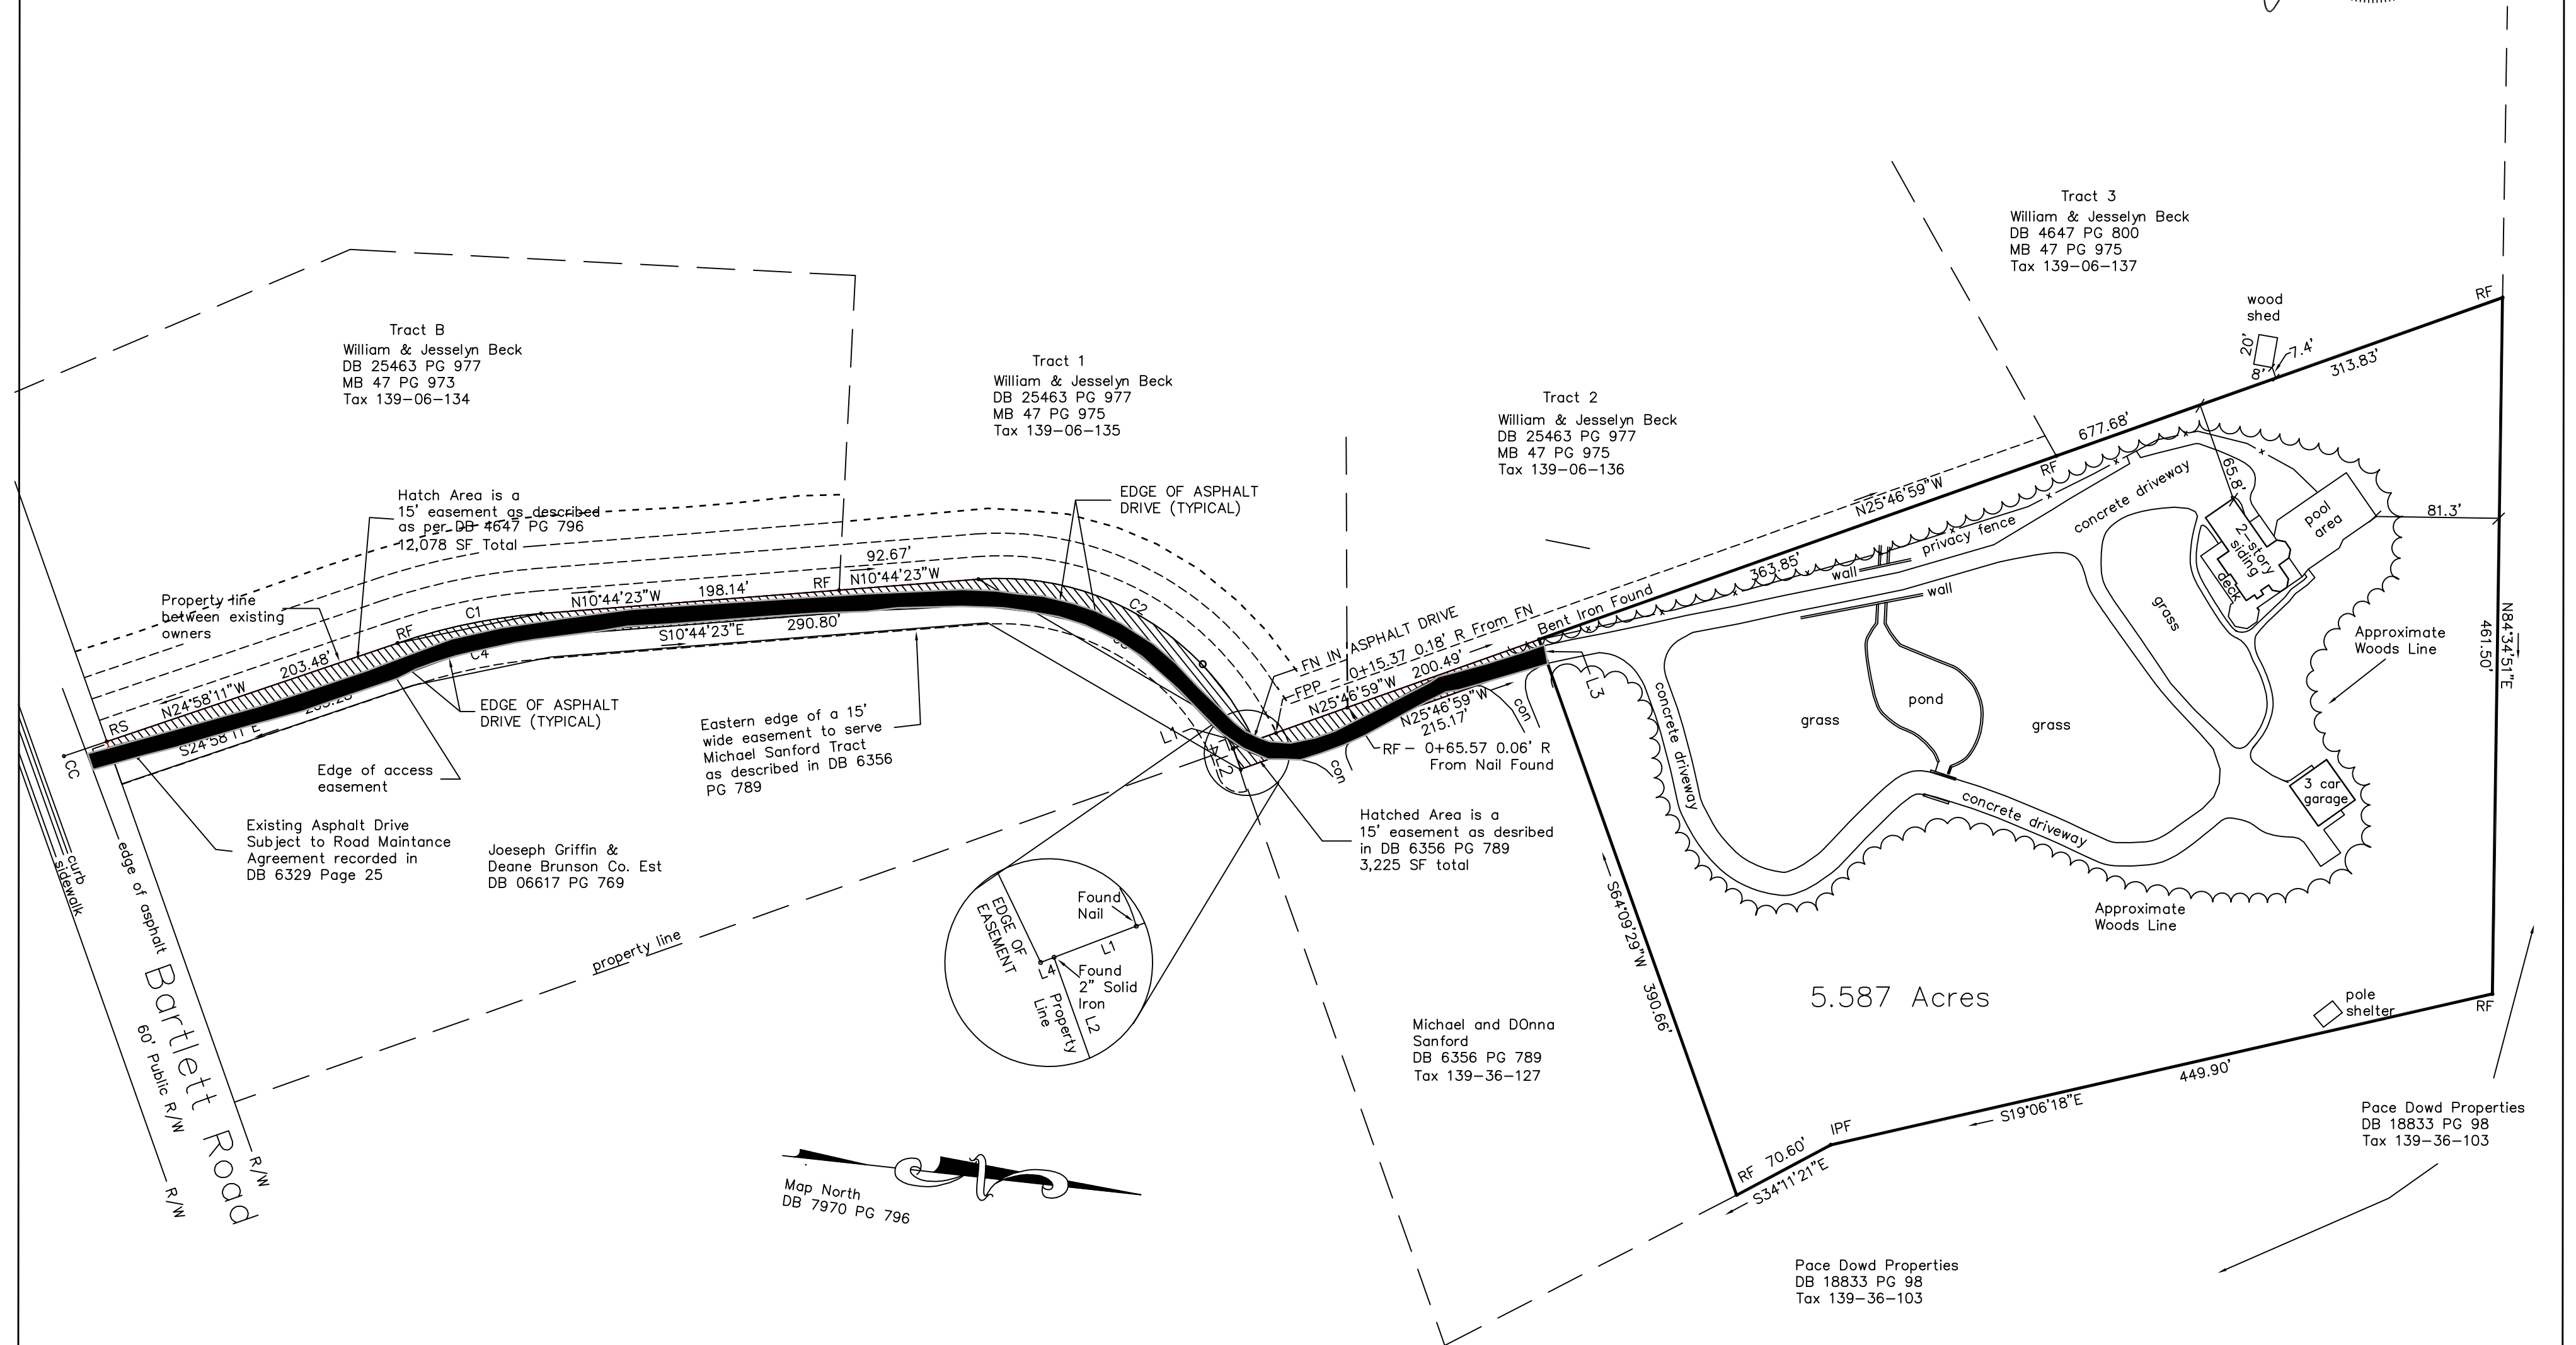 Tract 3
William & Jesselyn Beck
DB 4647 PG 800
MB 47 PG 975
Tax 139-06-137
wood
shed
RF
20'
7.4'
8'
313.83'
Tract B
William & Jesselyn Beck
DB 25463 PG 977
MB 47 PG 973
Tax 139-06-134
Tract 1
William & Jesselyn Beck
DB 25463 PG 977
MB 47 PG 975
Tax 139-06-135
Tract 2
William & Jesselyn Beck
DB 25463 PG 977
MB 47 PG 975
Tax 139-06-136
677.68'
RF
N25°46'59"W
65.8'
concrete driveway
pool
area
81.3'
2-story
siding
deck
privacy fence
363.85'
wall
wall
grass
Hatch Area is a
15' easement as described
as per DB 4647 PG 796
12,078 SF Total
EDGE OF ASPHALT
DRIVE (TYPICAL)
92.67'
N10°44'23"W
RF
198.14'
N10°44'23"W
C1
RF
Property line
between existing
owners
290.80'
S10°44'23"E
C4
C2
203.48'
N24°58'11"W
RS
S24°58'11"E
CC
EDGE OF ASPHALT
DRIVE (TYPICAL)
Edge of access
easement
Eastern edge of a 15'
wide easement to serve
Michael Sanford Tract
as described in DB 6356
PG 789
FN IN ASPHALT DRIVE
FPP - 0+15.37 0.18' R From FN
Bent Iron Found
200.49'
N25°46'59"W
N25°46'59"W
215.17'
con
con
L3
L1
L2
RF - 0+65.57 0.06' R
From Nail Found
Hatched Area is a
15' easement as desribed
in DB 6356 PG 789
3,225 SF total
Existing Asphalt Drive
Subject to Road Maintance
Agreement recorded in
DB 6329 Page 25
Joeseph Griffin &
Deane Brunson Co. Est
DB 06617 PG 769
curb
sidewalk
edge of asphalt
Bartlett Road
60' Public R/W
R/W
R/W
property line
EDGE OF
EASEMENT
Found
Nail
L1
L4
Found
2" Solid
Iron
Property
Line
L2
concrete driveway
grass
pond
grass
Approximate
Woods Line
N84°34'51"E
461.50'
3 car
garage
concrete driveway
Approximate
Woods Line
S64°09'29"W
390.66'
5.587 Acres
pole
shelter
RF
449.90'
S19°06'18"E
IPF
70.60'
RF
S34°11'21"E
Michael and DOnna
Sanford
DB 6356 PG 789
Tax 139-36-127
Map North
DB 7970 PG 796
Pace Dowd Properties
DB 18833 PG 98
Tax 139-36-103
Pace Dowd Properties
DB 18833 PG 98
Tax 139-36-103